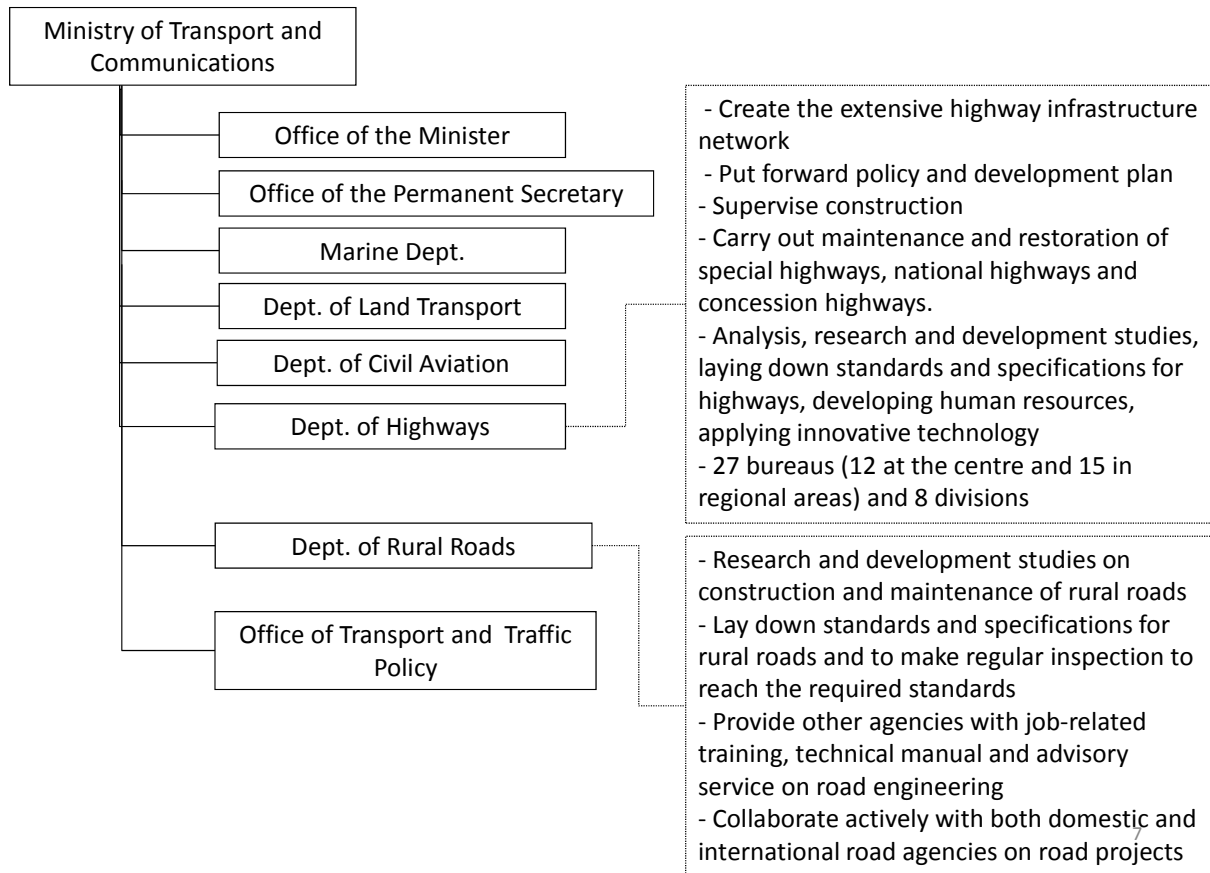 Ministry of Transport and
Communications
Office of the Minister
Office of the Permanent Secretary
Marine Dept.
Dept. of Land Transport
Dept. of Civil Aviation
Dept. of Highways
Dept. of Rural Roads
Office of Transport and Traffic
Policy
- Create the extensive highway infrastructure
network
- Put forward policy and development plan
- Supervise construction
- Carry out maintenance and restoration of
special highways, national highways and
concession highways.
- Analysis, research and development studies,
laying down standards and specifications for
highways, developing human resources,
applying innovative technology
- 27 bureaus (12 at the centre and 15 in
regional areas) and 8 divisions
- Research and development studies on
construction and maintenance of rural roads
- Lay down standards and specifications for
rural roads and to make regular inspection to
reach the required standards
- Provide other agencies with job-related
training, technical manual and advisory
service on road engineering
- Collaborate actively with both domestic and
international road agencies on road projects
7